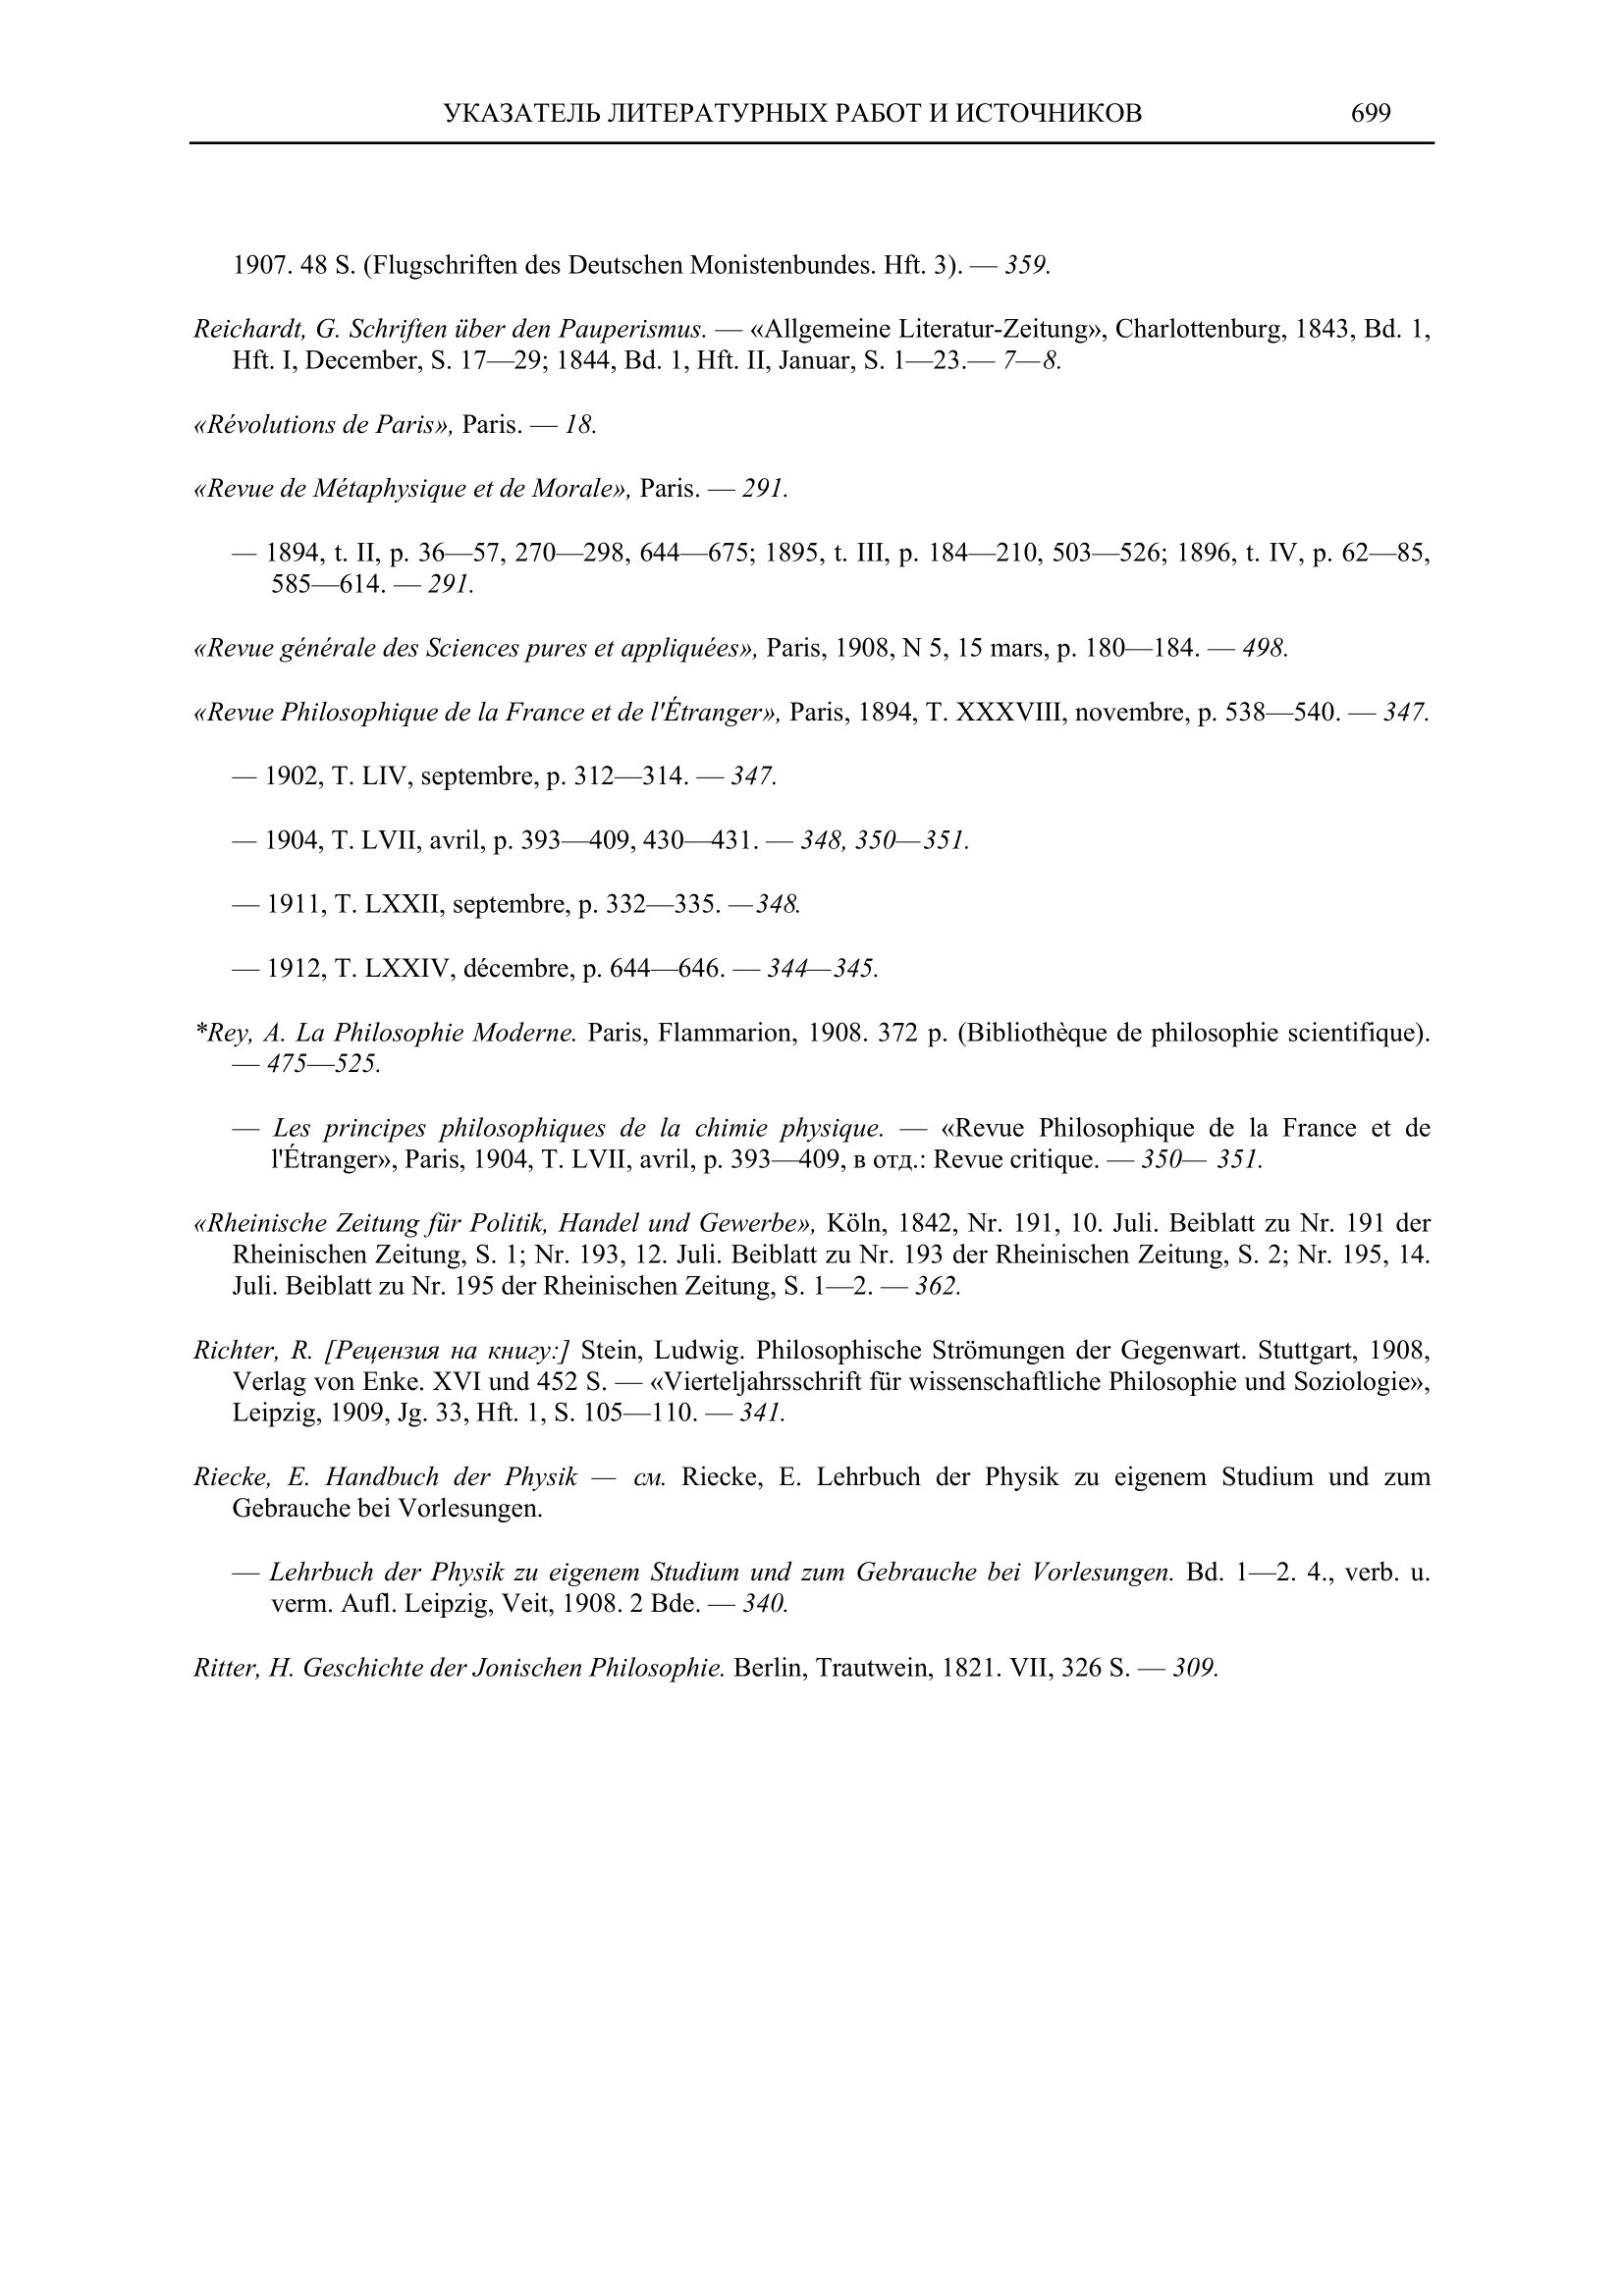 УКАЗАТЕЛЬ ЛИТЕРАТУРНЫХ РАБОТ И ИСТОЧНИКОВ 699
1907. 48 S. (Flugschriften des Deutschen Monistenbundes. Hft. 3). — 359.
Reichardt, G. Schriften über den Pauperismus. — «Allgemeine Literatur-Zeitung», Charlottenburg, 1843, Bd. 1,
Hft. I, December, S. 17—29; 1844, Bd. 1, Hft. II, Januar, S. 1—23.— 7—8.
«Révolutions de Paris», Paris. — 18.
«Revue de Métaphysique et de Morale», Paris. — 291.
— 1894, t. II, p. 36—57, 270—298, 644—675; 1895, t. III, p. 184—210, 503—526; 1896, t. IV, p. 62—85,
585—614. — 291.
«Revue générale des Sciences pures et appliquées», Paris, 1908, N 5, 15 mars, p. 180—184. — 498.
«Revue Philosophique de la France et de l'Étranger», Paris, 1894, T. XXXVIII, novembre, p. 538—540. — 347.
— 1902, T. LIV, septembre, p. 312—314. — 347.
— 1904, T. LVII, avril, p. 393—409, 430—431. — 348, 350—351.
— 1911, T. LXXII, septembre, p. 332—335. —348.
— 1912, T. LXXIV, décembre, p. 644—646. — 344—345.
*Rey, A. La Philosophie Moderne. Paris, Flammarion, 1908. 372 p. (Bibliothèque de philosophie scientifique).
— 475—525.
— Les principes philosophiques de la chimie physique. — «Revue Philosophique de la France et de
l'Étranger», Paris, 1904, T. LVII, avril, p. 393—409, в отд.: Revue critique. — 350— 351.
«Rheinische Zeitung für Politik, Handel und Gewerbe», Köln, 1842, Nr. 191, 10. Juli. Beiblatt zu Nr. 191 der
Rheinischen Zeitung, S. 1; Nr. 193, 12. Juli. Beiblatt zu Nr. 193 der Rheinischen Zeitung, S. 2; Nr. 195, 14.
Juli. Beiblatt zu Nr. 195 der Rheinischen Zeitung, S. 1—2. — 362.
Richter, R. [Рецензия на книгу:] Stein, Ludwig. Philosophische Strömungen der Gegenwart. Stuttgart, 1908,
Verlag von Enke. XVI und 452 S. — «Vierteljahrsschrift für wissenschaftliche Philosophie und Soziologie»,
Leipzig, 1909, Jg. 33, Hft. 1, S. 105—110. — 341.
Riecke, E. Handbuch der Physik — см. Riecke, E. Lehrbuch der Physik zu eigenem Studium und zum
Gebrauche bei Vorlesungen.
— Lehrbuch der Physik zu eigenem Studium und zum Gebrauche bei Vorlesungen. Bd. 1—2. 4., verb. u.
verm. Aufl. Leipzig, Veit, 1908. 2 Bde. — 340.
Ritter, H. Geschichte der Jonischen Philosophie. Berlin, Trautwein, 1821. VII, 326 S. — 309.